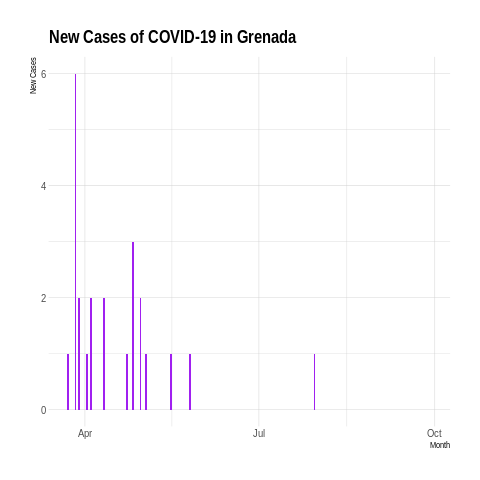 New Cases of COVID-19 in Grenada
New Cases
6
4
2
0
Apr Jul Oct
Month